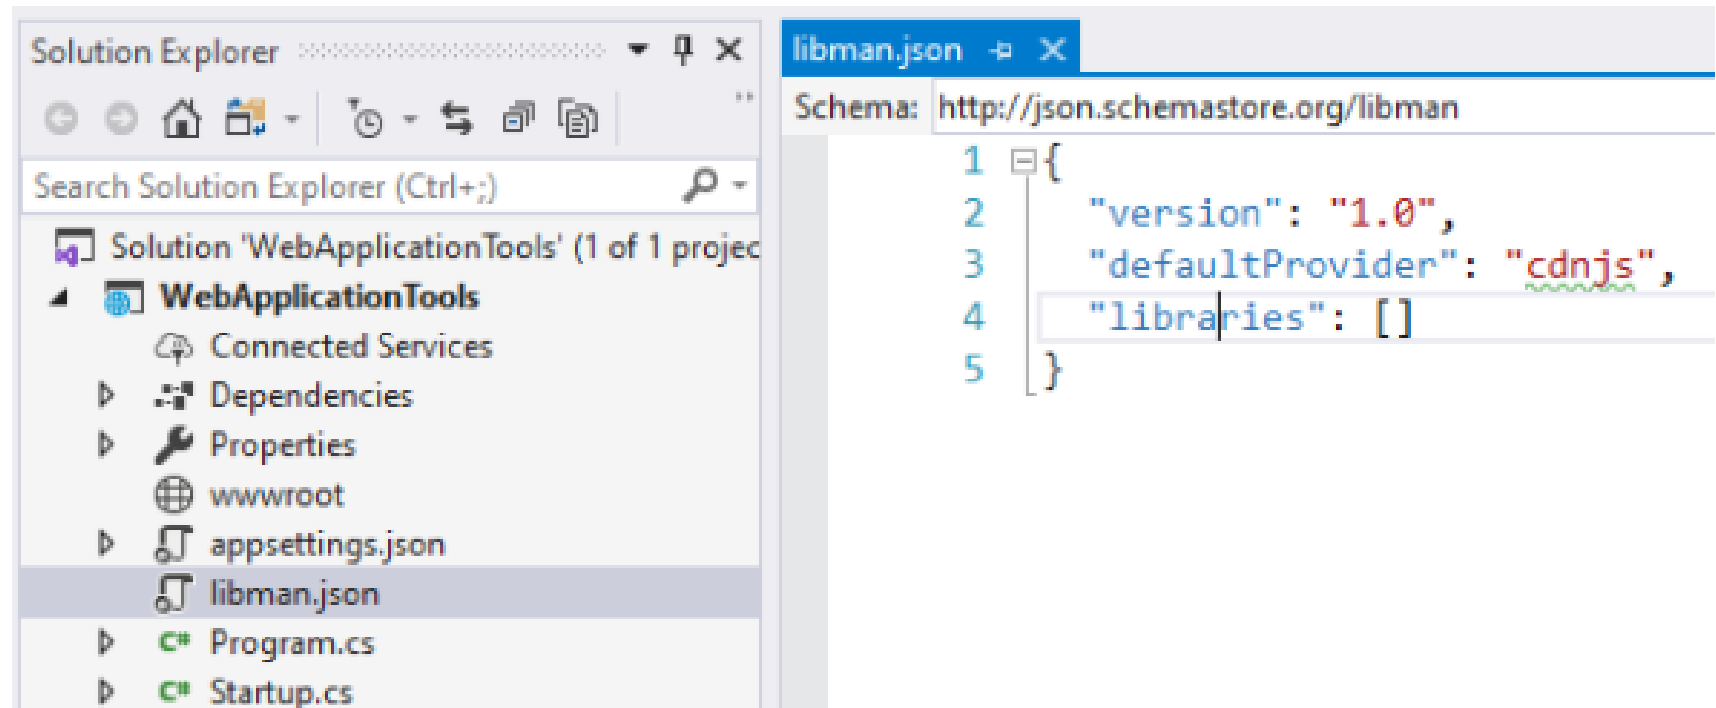 Solution Explorer
Search Solution Explorer (Ctrl+;)
Solution 'WebApplicationTools' (1 of 1 projec
WebApplicationTools
Connected Services
Dependencies
Properties
wwwroot
appsettings.json
libman.json
C# Program.cs
C# Startup.cs
libman.json
Schema: http://json.schemastore.org/libman
1 {
2 "version": "1.0",
3 "defaultProvider": "cdnjs",
4 "libraries": []
5 }